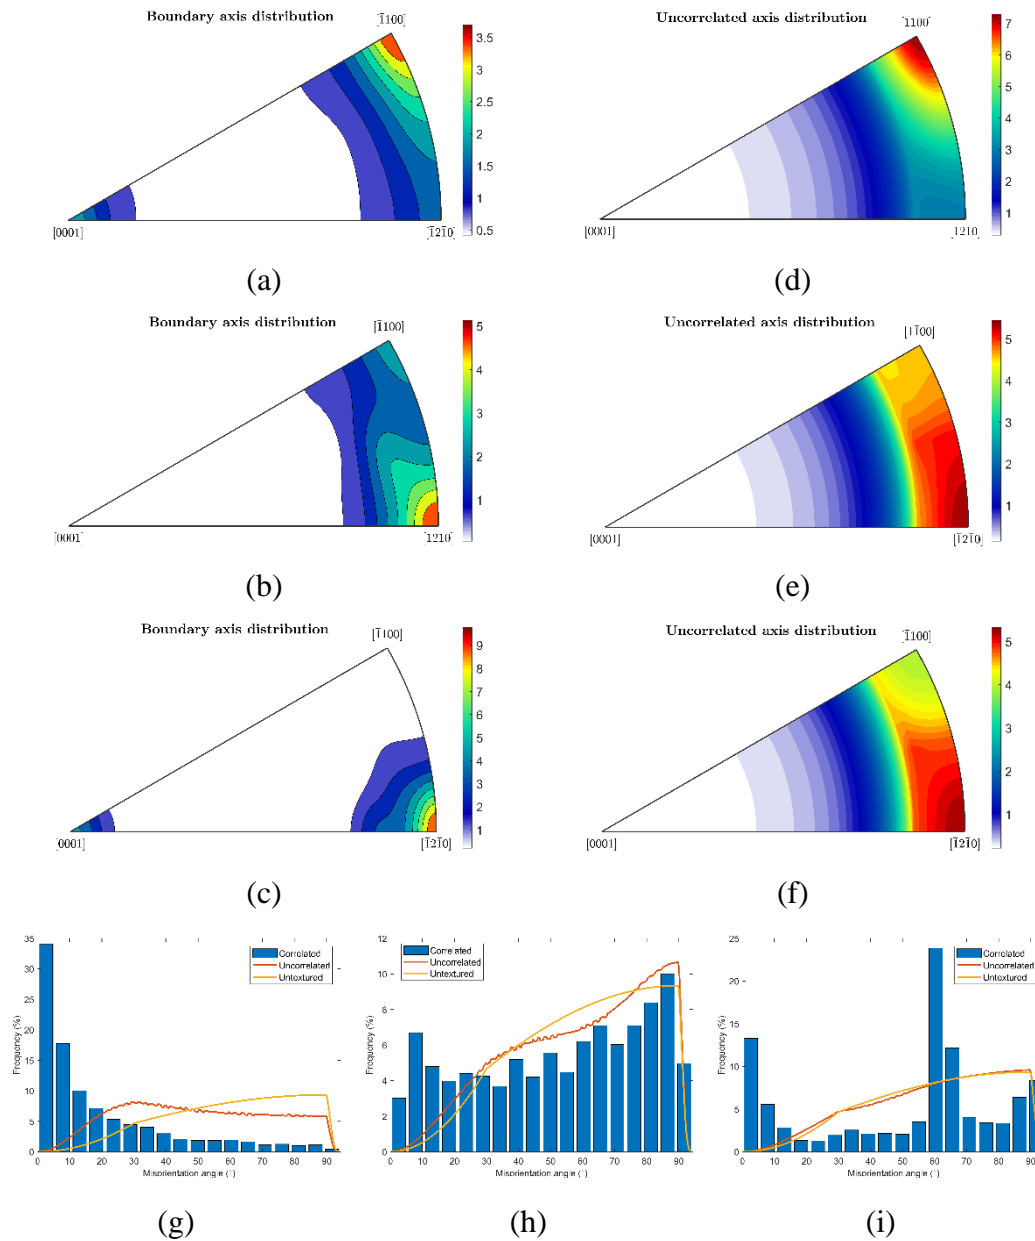 Boundary axis distribution
[1̄100]
3.5
3
2.5
2
1.5
1
0.5
[0001]
[1̄21̄0]
(a)
Uncorrelated axis distribution
1100
7
6
5
4
3
2
1
[0001]
1210
(d)
Boundary axis distribution
[1̄100]
5
4
3
2
1
0001
1210
(b)
Uncorrelated axis distribution
[11̄00]
5
4
3
2
1
[0001]
[1̄21̄0]
(e)
Boundary axis distribution
[1̄100]
9
8
7
6
5
4
3
2
1
0001
[1̄21̄0]
(c)
Uncorrelated axis distribution
[1̄100]
5
4
3
2
1
[0001]
[1̄21̄0]
(f)
35
30
25
20
15
10
5
0
Frequency (%)
Correlated
Uncorrelated
Untextured
0 10 20 30 40 50 60 70 80 90
Misorientation angle (°)
(g)
12
10
8
6
4
2
0
Frequency (%)
Correlated
Uncorrelated
Untextured
0 10 20 30 40 50 60 70 80 90
Misorientation angle (°)
(h)
25
20
15
10
5
0
Frequency (%)
Correlated
Uncorrelated
Untextured
0 10 20 30 40 50 60 70 80 90
Misorientation angle (°)
(i)